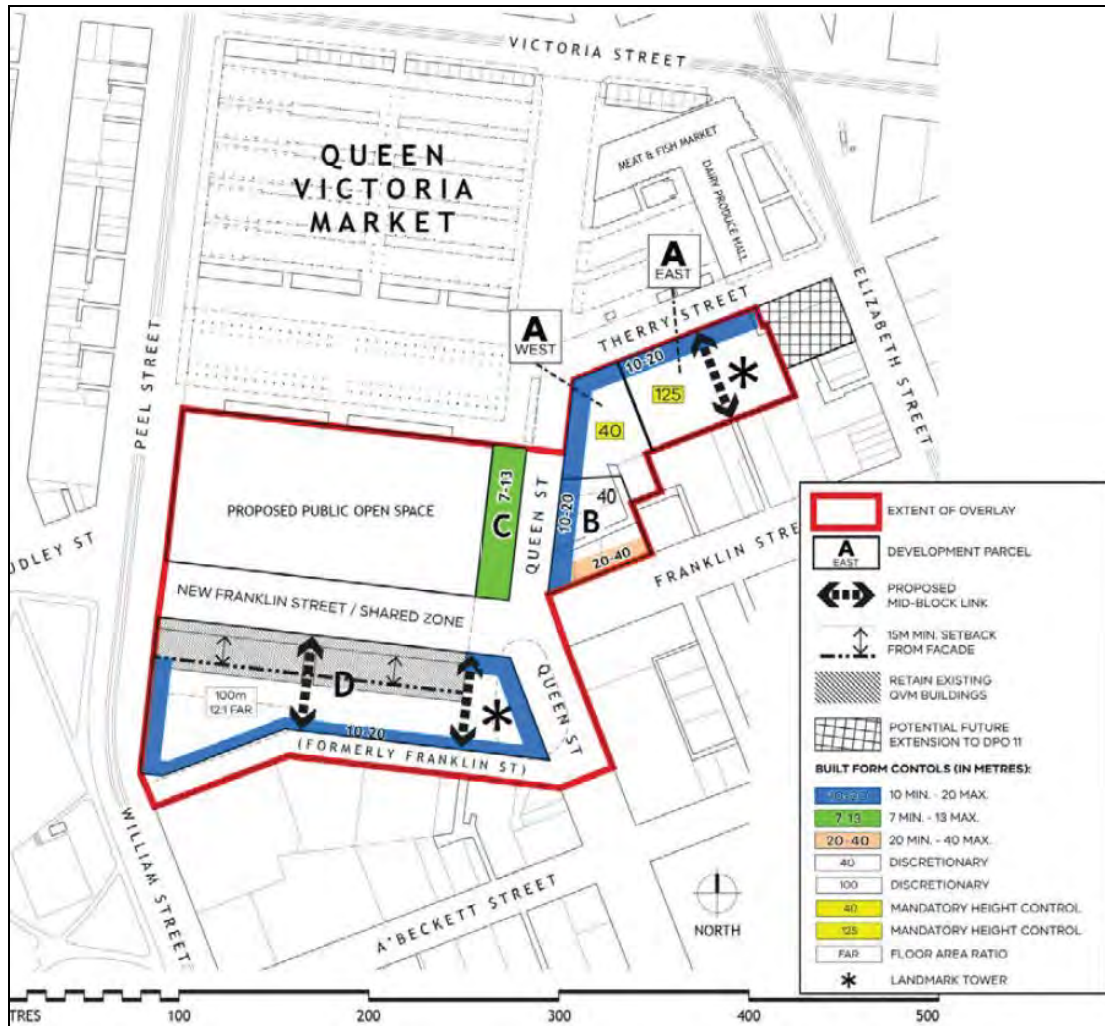 VICTORIA STREET
QUEEN
VICTORIA
MARKET
MEAT & FISH MARKET
DAIRY PRODUCE HALL
A
EAST
A
WEST
THERRY STREET
ELIZABETH STREET
PEEL STREET
10-20
125
40
PROPOSED PUBLIC OPEN SPACE
C
7-13
QUEEN ST
10-20
40
B
20-40
FRANKLIN STRE
UDLEY ST
NEW FRANKLIN STREET / SHARED ZONE
D
100m
12:1 FAR
10-20
(FORMERLY FRANKLIN ST)
QUEEN ST
WILLIAM STREET
A'BECKETT STREET
NORTH
EXTENT OF OVERLAY
A
EAST
DEVELOPMENT PARCEL
PROPOSED
MID-BLOCK LINK
15M MIN. SETBACK
FROM FACADE
RETAIN EXISTING
QVM BUILDINGS
POTENTIAL FUTURE
EXTENSION TO DPO 11
BUILT FORM CONTOLS (IN METRES):
10-20
10 MIN. - 20 MAX.
7-13
7 MIN. - 13 MAX.
20-40
20 MIN. - 40 MAX.
40
DISCRETIONARY
100
DISCRETIONARY
40
MANDATORY HEIGHT CONTROL
125
MANDATORY HEIGHT CONTROL
FAR
FLOOR AREA RATIO
LANDMARK TOWER
TRES
100
200
300
400
500